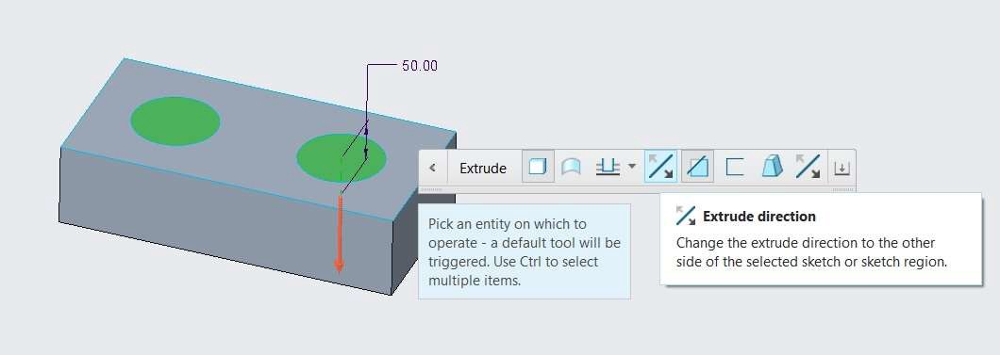 50.00
Extrude
Pick an entity on which to
operate - a default tool will be
triggered. Use Ctrl to select
multiple items.
Extrude direction
Change the extrude direction to the other
side of the selected sketch or sketch region.